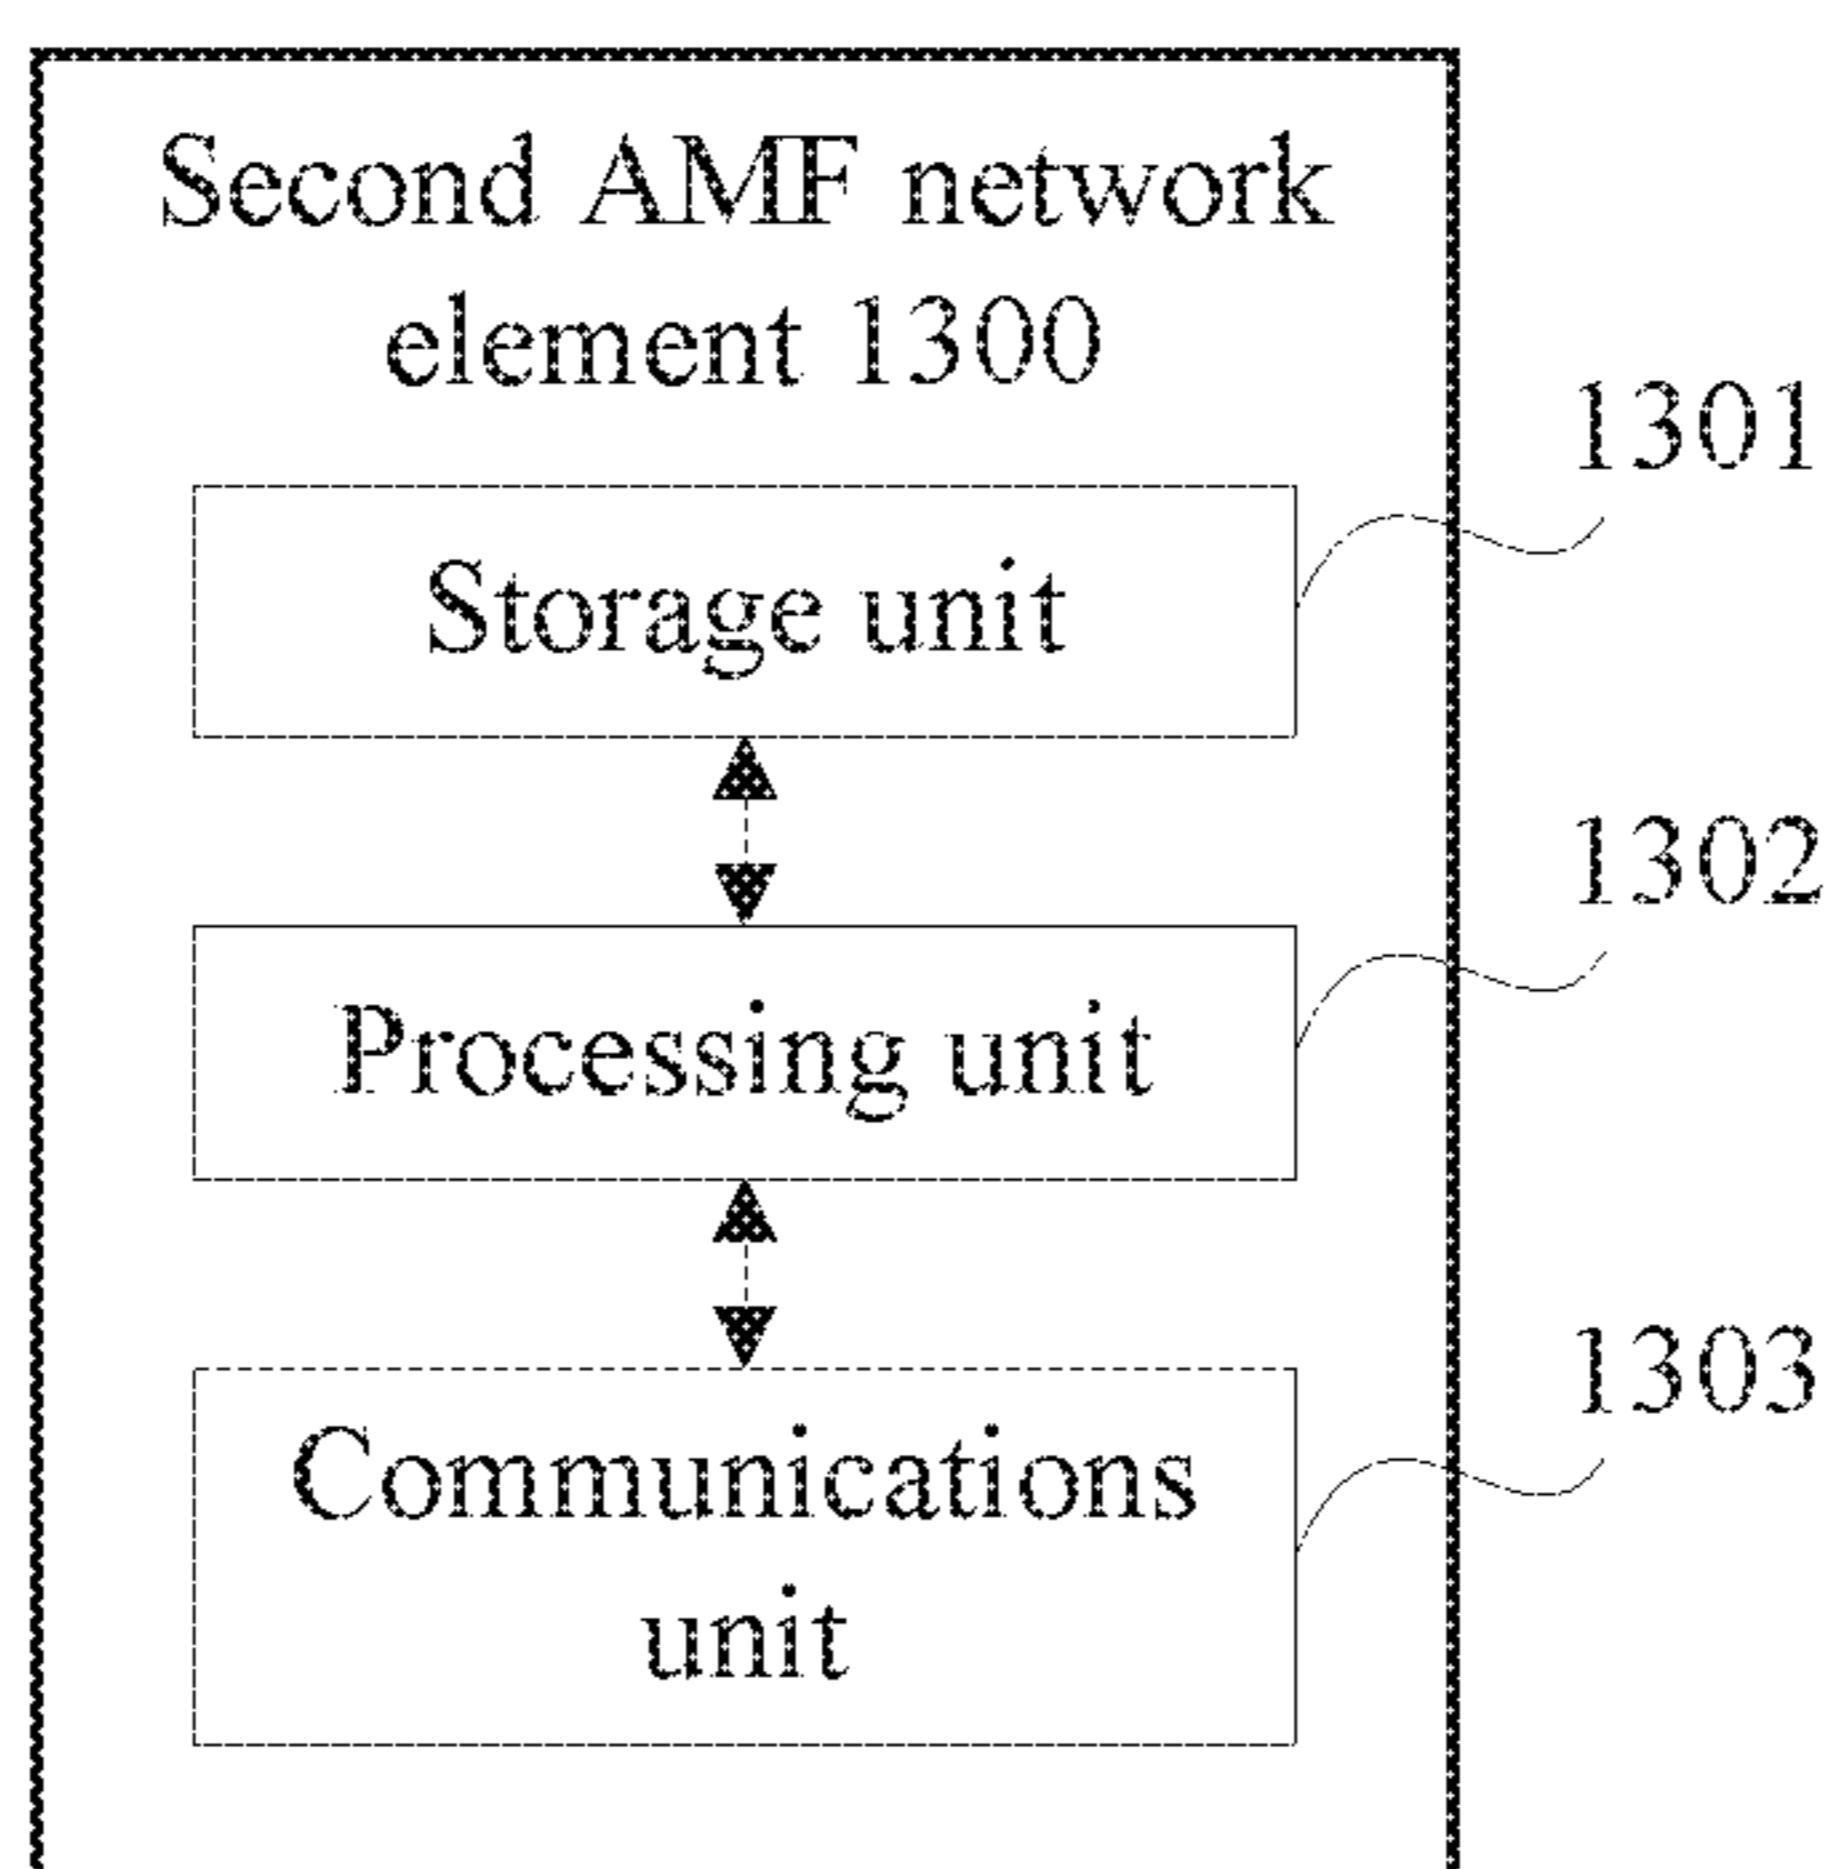 Second AMF network
element 1300
1301
Storage unit
1302
Processing unit
1303
Communications
unit